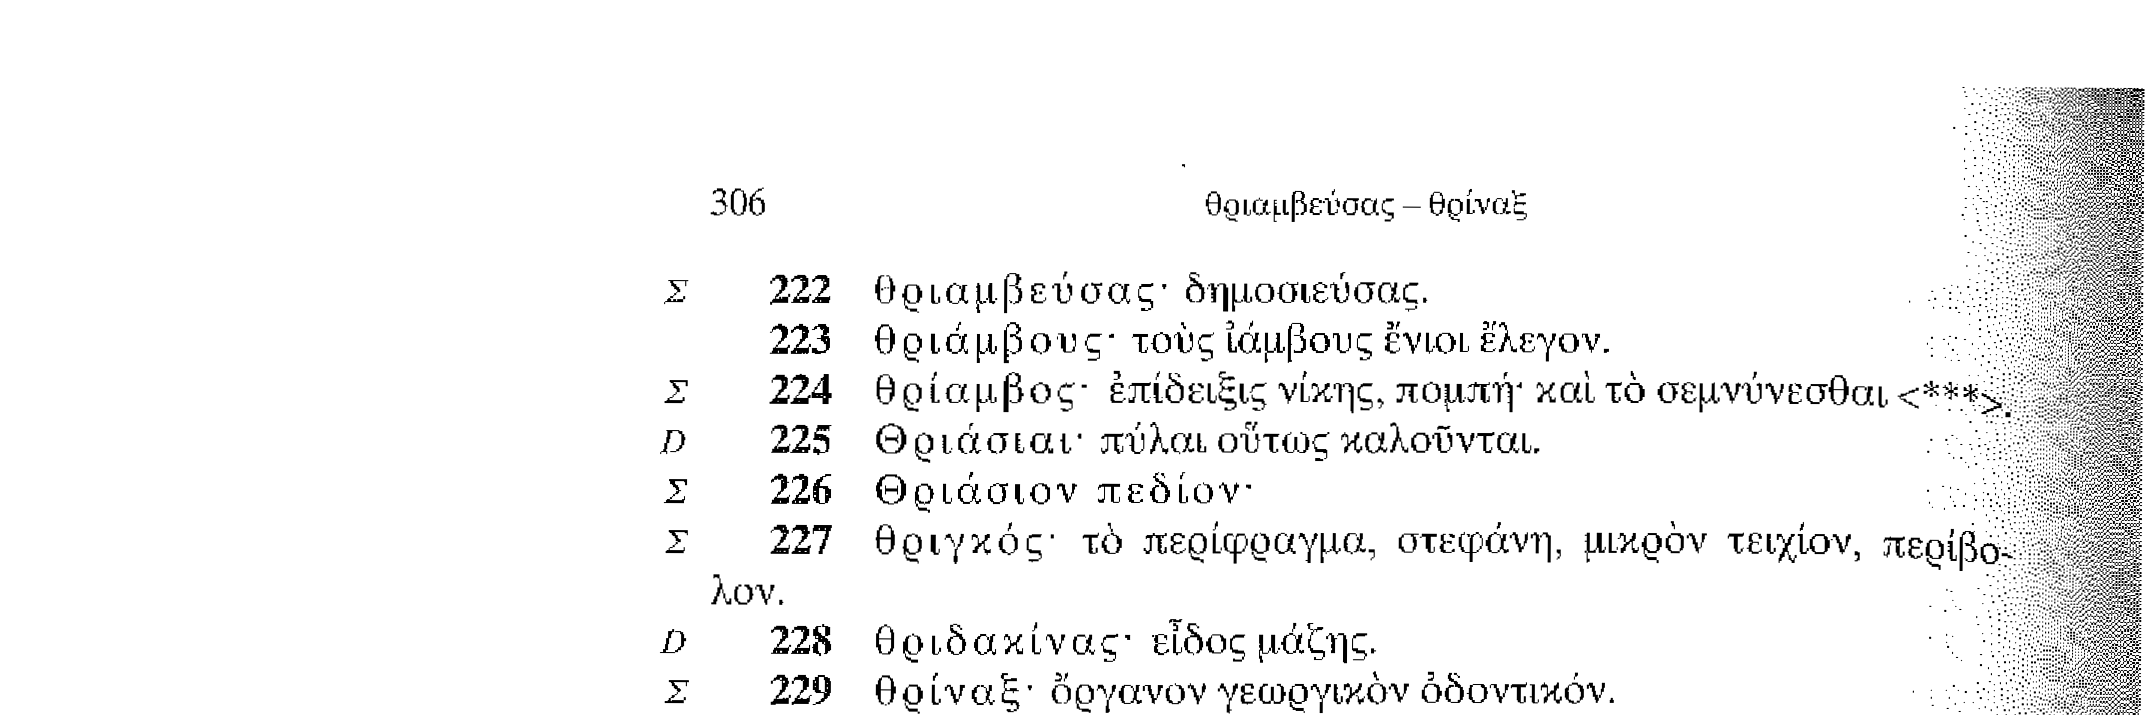 306 θριαμβεύσας – θρίναξ
Σ 222 θριαμβεύσας· δημοσιεύσας.
223 θριάμβους· τοὺς ἰάμβους ἔνιοι ἔλεγον.
Σ 224 θρίαμβος· ἐπίδειξις νίκης, πομπή· καὶ τὸ σεμνύνεσθαι <***>.
D 225 Θριάσιαι· πύλαι οὕτως καλοῦνται.
Σ 226 Θριάσιον πεδίον·
Σ 227 θριγκός· τὸ περίφραγμα, στεφάνη, μικρὸν τειχίον, περίβο-
λον.
D 228 θριδακίνας· εἶδος μάζης.
Σ 229 θρίναξ· ὄργανον γεωργικὸν ὀδοντικόν.